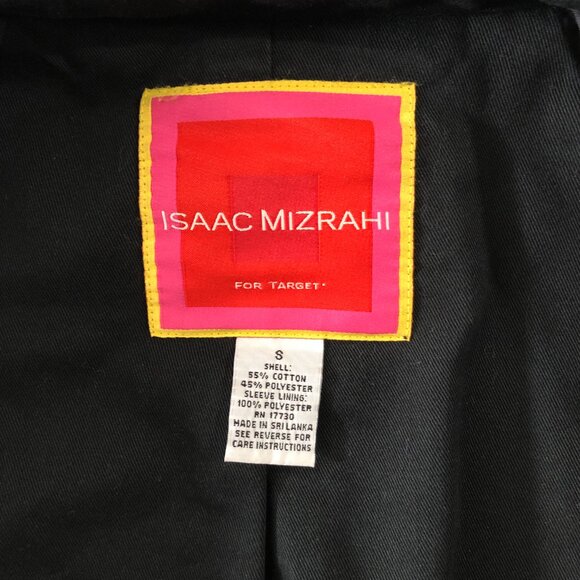 ISAAC MIZRAHI
FOR TARGET*
S
SHELL:
55% COTTON
45% POLYESTER
SLEEVE LINING:
100% POLYESTER
RN 17730
MADE IN SRI LANKA
SEE REVERSE FOR
CARE INSTRUCTIONS